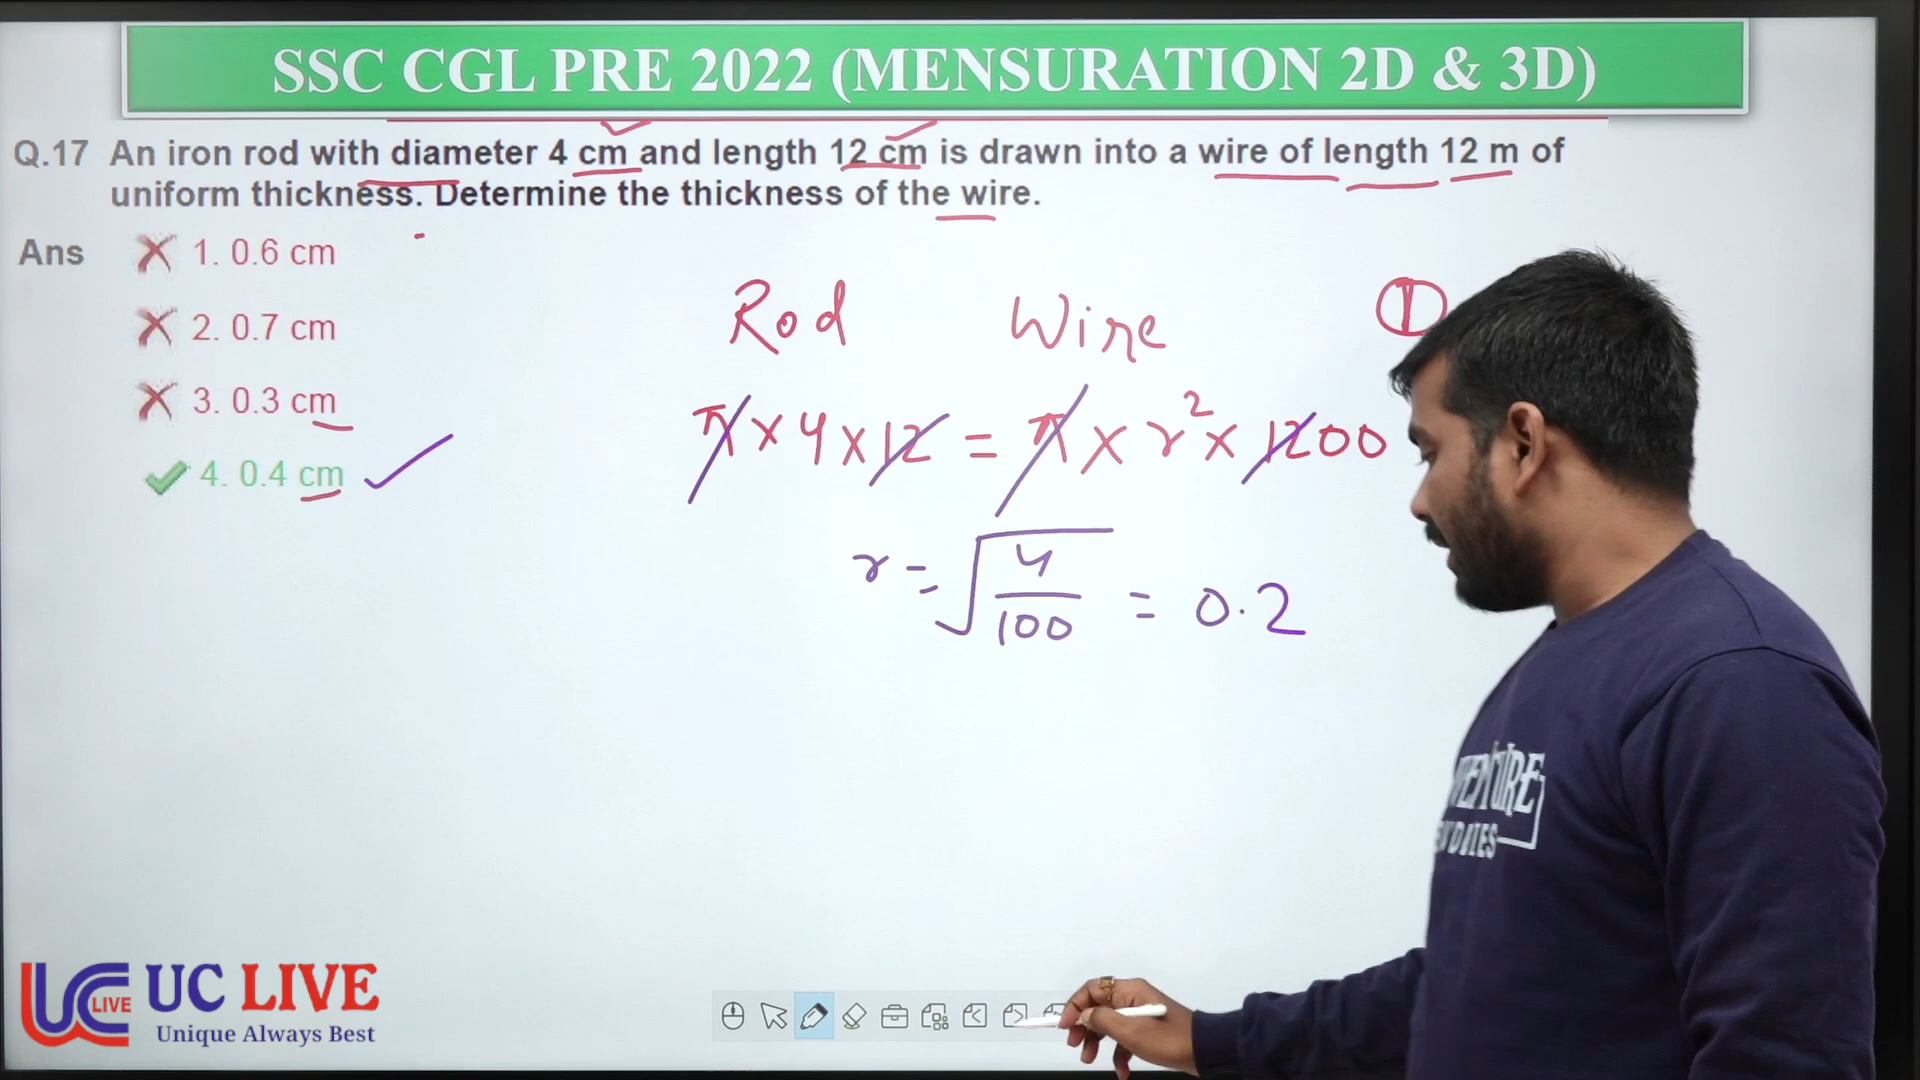 SSC CGL PRE 2022 (MENSURATION 2D & 3D)
Q.17 An iron rod with diameter 4 cm and length 12 cm is drawn into a wire of length 12 m of
uniform thickness. Determine the thickness of the wire.
Ans 1. 0.6 cm
2. 0.7 cm
3. 0.3 cm
4. 0.4 cm
Rod Wire 1
π × 4 × 12 = π × r² × 1200
r = √4/100 = 0.2
LIVE
UC LIVE
Unique Always Best